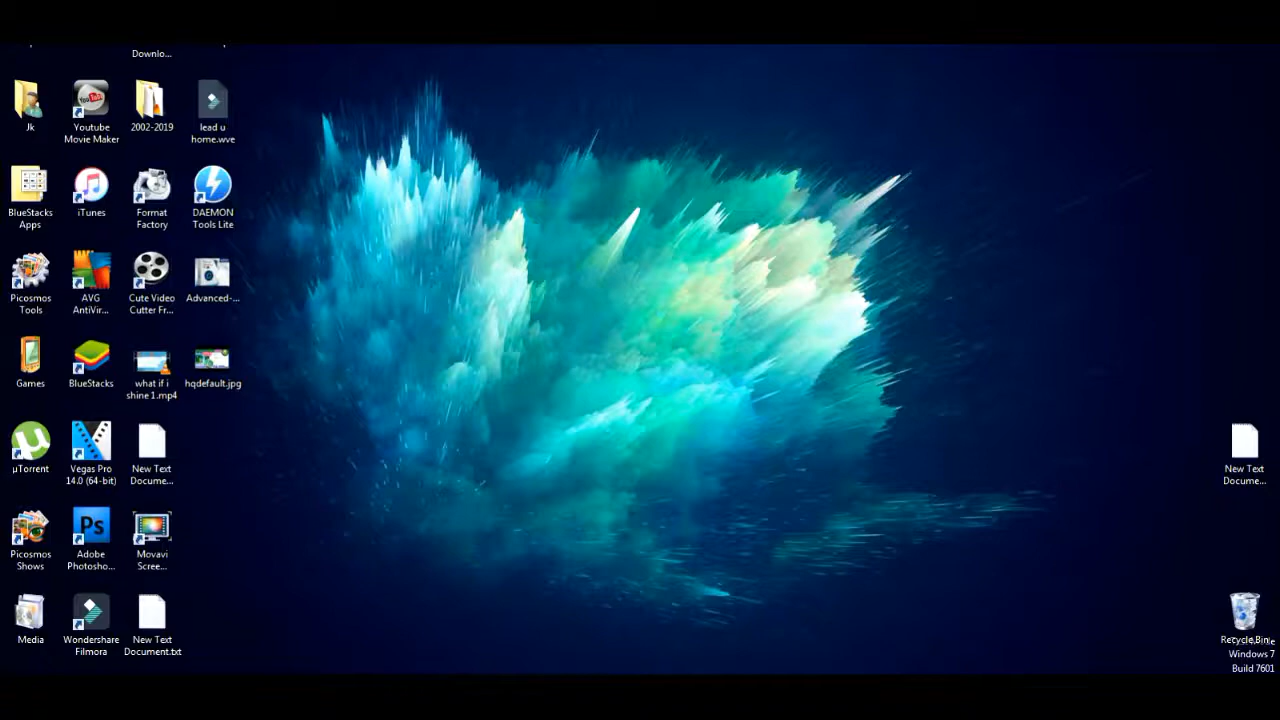 Downlo...
Jk
Youtube
Movie Maker
2002-2019
lead u
home.wve
BlueStacks
Apps
iTunes
Format
Factory
DAEMON
Tools Lite
Picosmos
Tools
AVG
AntiVir...
Cute Video
Cutter Fr...
Advanced-...
Games
BlueStacks
what if i
shine 1.mp4
hqdefault.jpg
µTorrent
Vegas Pro
14.0 (64-bit)
New Text
Docume...
New Text
Docume...
Picosmos
Shows
Adobe
Photosho...
Movavi
Scree...
Media
Wondershare
Filmora
New Text
Document.txt
Recycle Bin
Windows 7
Build 7601
You Tube
Ps